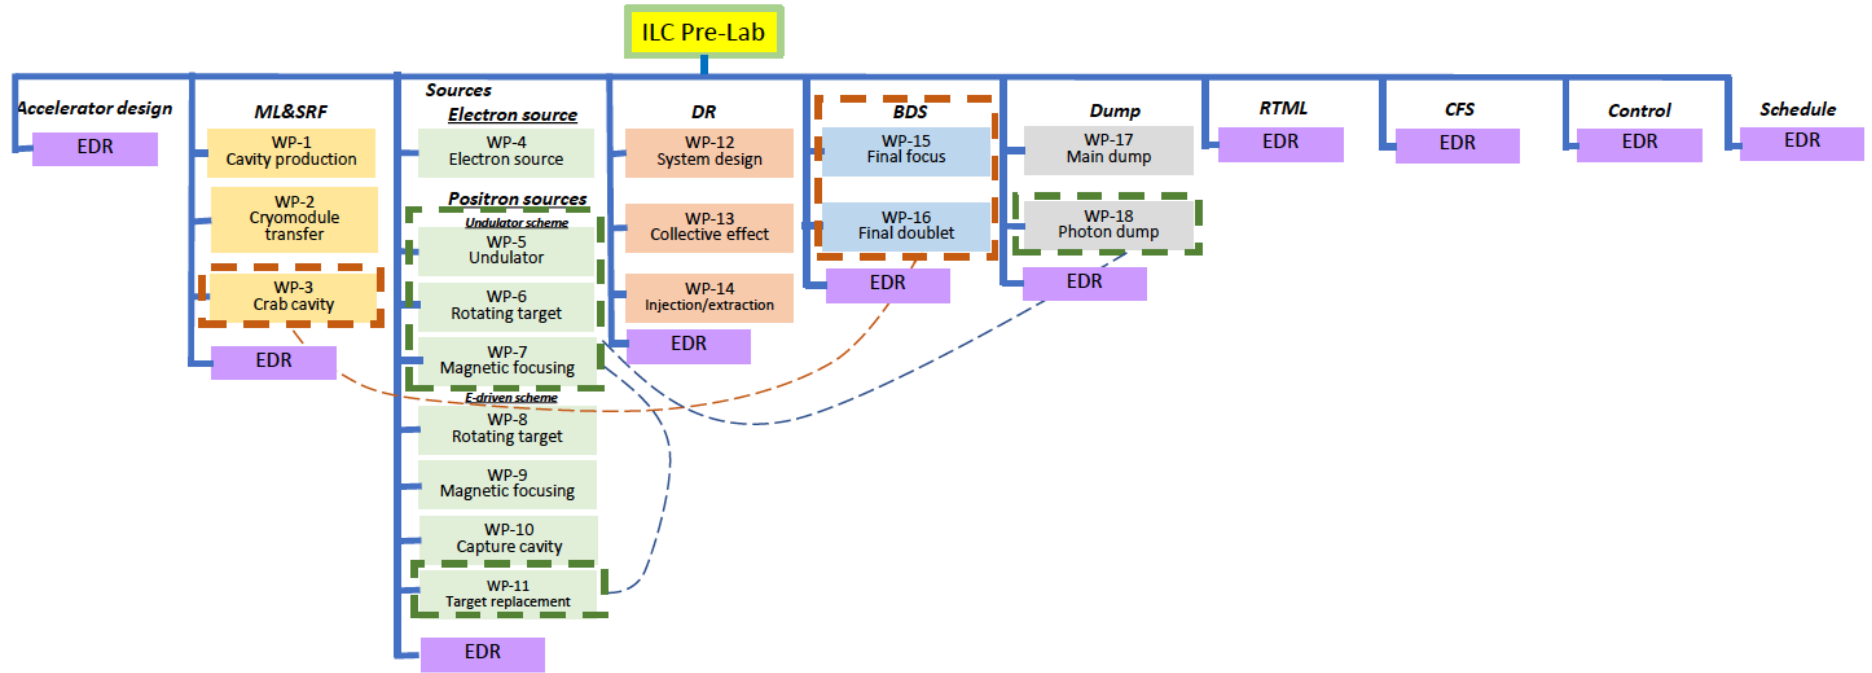 ILC Pre-Lab
Accelerator design
EDR
ML&SRF
WP-1
Cavity production
WP-2
Cryomodule
transfer
WP-3
Crab cavity
EDR
Sources
Electron source
WP-4
Electron source
Positron sources
Undulator scheme
WP-5
Undulator
WP-6
Rotating target
WP-7
Magnetic focusing
E-driven scheme
WP-8
Rotating target
WP-9
Magnetic focusing
WP-10
Capture cavity
WP-11
Target replacement
EDR
DR
WP-12
System design
WP-13
Collective effect
WP-14
Injection/extraction
EDR
BDS
WP-15
Final focus
WP-16
Final doublet
EDR
Dump
WP-17
Main dump
WP-18
Photon dump
EDR
RTML
EDR
CFS
EDR
Control
EDR
Schedule
EDR